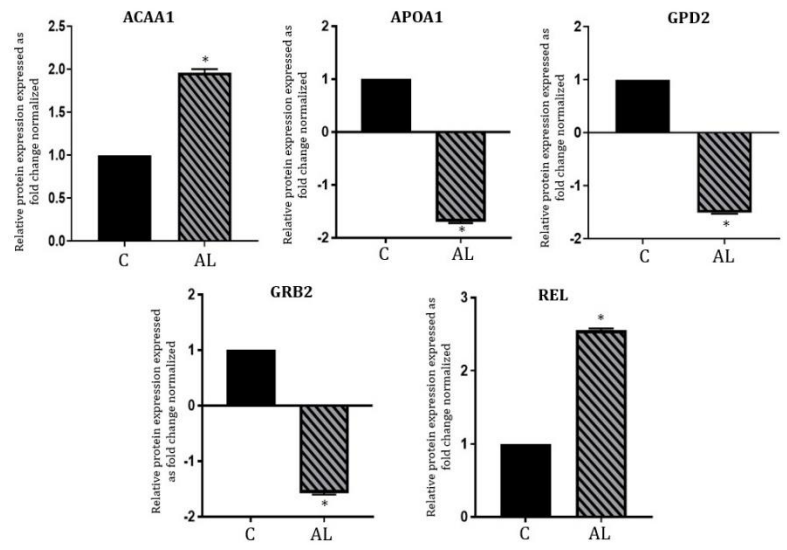 ACAA1
Relative protein expression expressed as
fold change normalized
2.5
2.0
1.5
1.0
0.5
0.0
*
C
AL
APOA1
Relative protein expression expressed as
fold change normalized
2
1
0
-1
-2
*
C
AL
GPD2
Relative protein expression expressed as
fold change normalized
2
1
0
-1
-2
*
C
AL
GRB2
Relative protein expression expressed
as fold change normalized
2
1
0
-1
-2
*
C
AL
REL
Relative protein expression expressed as
fold change normalized
3
2
1
0
*
C
AL